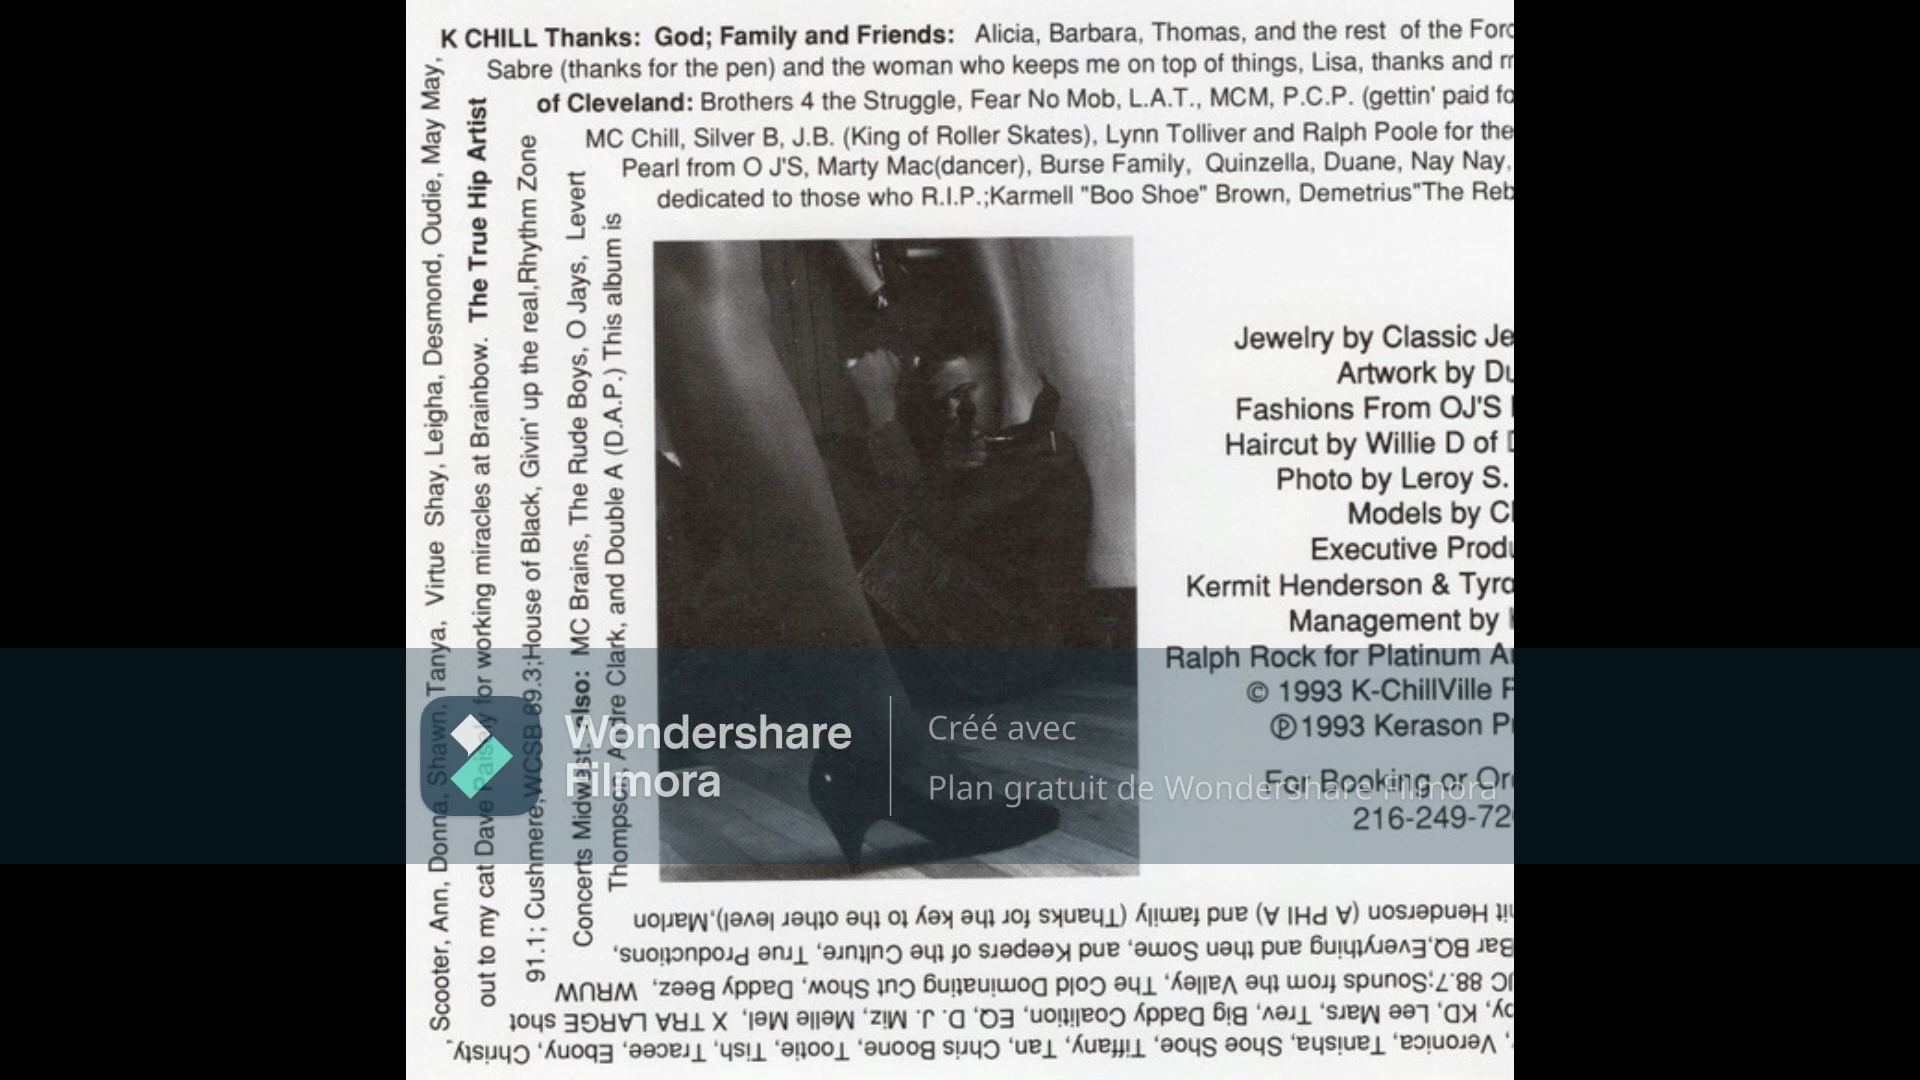 K CHILL Thanks: God; Family and Friends: Alicia, Barbara, Thomas, and the rest of the
Sabre (thanks for the pen) and the woman who keeps me on top of things, Lisa, thanks and
of Cleveland: Brothers 4 the Struggle, Fear No Mob, L.A.T., MCM, P.C.P. (gettin' paid
MC Chill, Silver B, J.B. (King of Roller Skates), Lynn Tolliver and Ralph Poole for the
Pearl from O J'S, Marty Mac(dancer), Burse Family, Quinzella, Duane, Nay Nay,
dedicated to those who R.I.P.;Karmell "Boo Shoe" Brown, Demetrius"The
Jewelry by Classic
Artwork by
Fashions From OJ'S
Haircut by Willie D of
Photo by Leroy S.
Models by
Executive
Kermit Henderson &
Management by
Ralph Rock for Platinum
© 1993 K-ChillVille
℗1993 Kerason
For Booking or
216-249-72
Veronica, Tanisha, Shoe Shoe, Tiffany, Tan, Chris Boone, Tootie, Tish, Tracee, Ebony, Christy,
KD, Lee Mars, Trev, Big Daddy Coalition, EQ, D. J. Miz, Melle Mel, X TRA LARGE shot
88.7;Sounds from the Valley, The Cold Dominating Cut Show, Daddy Beez, WRUW
Bar BQ,Everything and then Some, and Keepers of the Culture, True Productions,
Henderson (A PHI A) and family (Thanks for the key to the other level),Marlon
Scooter, Ann, Donna, Shawn, Tanya, Virtue Shay, Leigha, Desmond, Oudie, May May,
out to my cat Dave Paisely for working miracles at Brainbow. The True Hip Artist
91.1; Cushmere,WCSB 89.3;House of Black, Givin' up the real,Rhythm Zone
Concerts Midwest. also: MC Brains, The Rude Boys, O Jays, Levert
Thompson, Andre Clark, and Double A (D.A.P.) This album is
Wondershare
Filmora
Créé avec
Plan gratuit de Wondershare Filmora